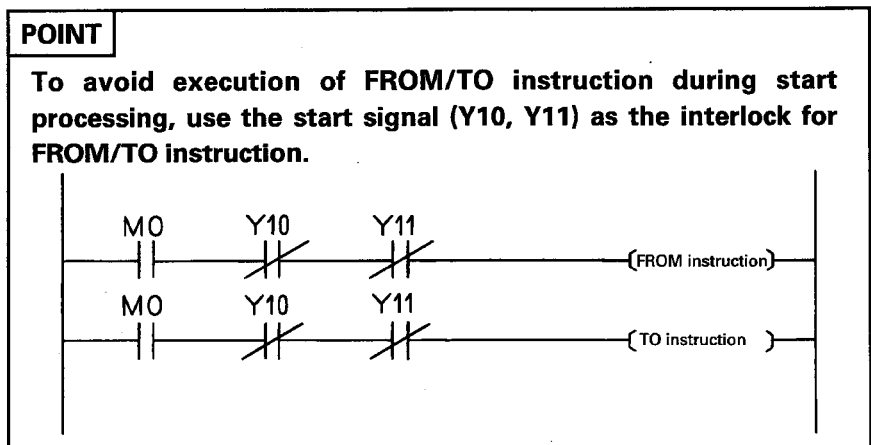 POINT
To avoid execution of FROM/TO instruction during start
processing, use the start signal (Y10, Y11) as the interlock for
FROM/TO instruction.
M0 Y10 Y11
FROM instruction
M0 Y10 Y11
TO instruction